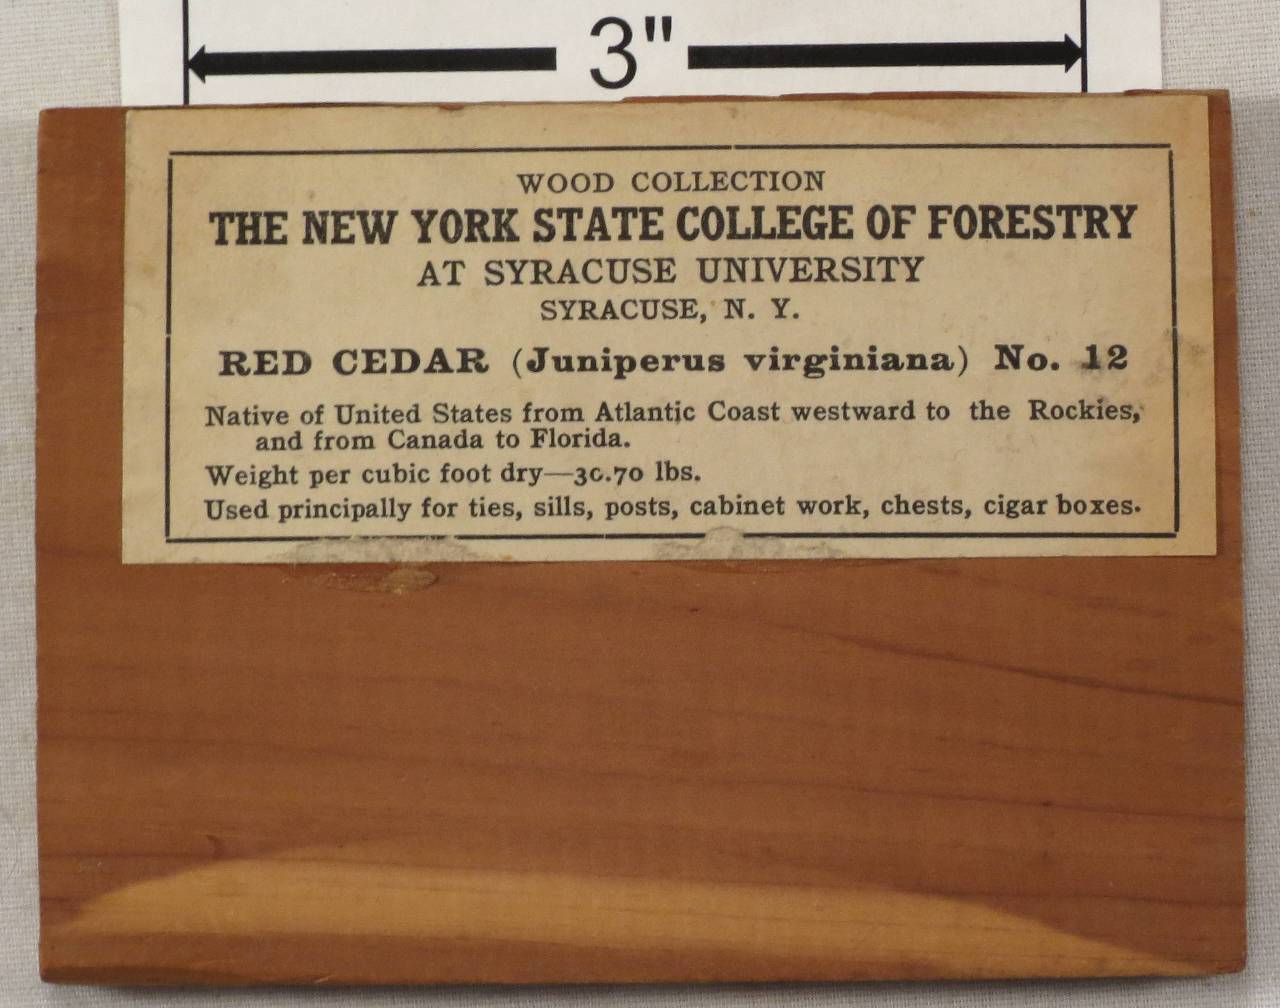 3"
WOOD COLLECTION
THE NEW YORK STATE COLLEGE OF FORESTRY
AT SYRACUSE UNIVERSITY
SYRACUSE, N. Y.
RED CEDAR (Juniperus virginiana) No. 12
Native of United States from Atlantic Coast westward to the Rockies,
and from Canada to Florida.
Weight per cubic foot dry—30.70 lbs.
Used principally for ties, sills, posts, cabinet work, chests, cigar boxes.